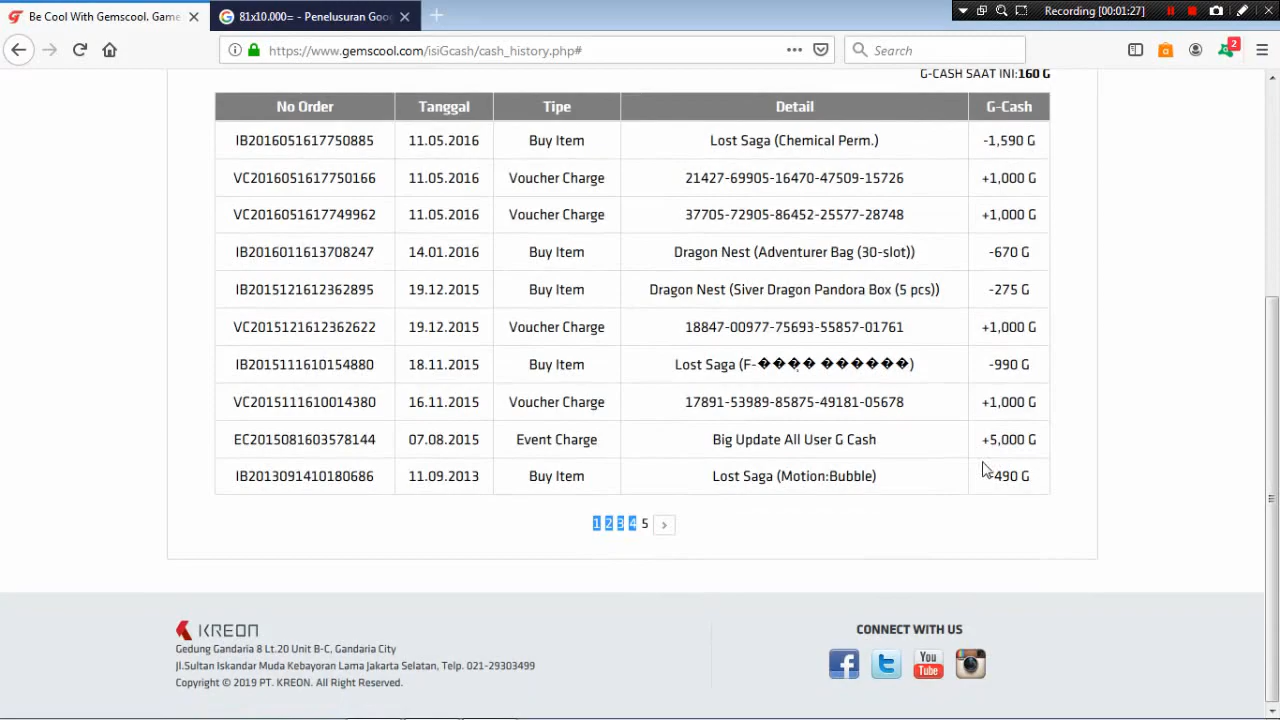 Be Cool With Gemscool. Game
81x10.000= - Penelusuran Goo
Recording [00:01:27]
https://www.gemscool.com/isiGcash/cash_history.php#
Search
2
G-CASH SAAT INI:160 G
No Order Tanggal Tipe Detail G-Cash
IB2016051617750885 11.05.2016 Buy Item Lost Saga (Chemical Perm.) -1,590 G
VC2016051617750166 11.05.2016 Voucher Charge 21427-69905-16470-47509-15726 +1,000 G
VC2016051617749962 11.05.2016 Voucher Charge 37705-72905-86452-25577-28748 +1,000 G
IB2016011613708247 14.01.2016 Buy Item Dragon Nest (Adventurer Bag (30-slot)) -670 G
IB2015121612362895 19.12.2015 Buy Item Dragon Nest (Siver Dragon Pandora Box (5 pcs)) -275 G
VC2015121612362622 19.12.2015 Voucher Charge 18847-00977-75693-55857-01761 +1,000 G
IB2015111610154880 18.11.2015 Buy Item Lost Saga (F-���� ������) -990 G
VC2015111610014380 16.11.2015 Voucher Charge 17891-53989-85875-49181-05678 +1,000 G
EC2015081603578144 07.08.2015 Event Charge Big Update All User G Cash +5,000 G
IB2013091410180686 11.09.2013 Buy Item Lost Saga (Motion:Bubble) -490 G
1 2 3 4 5 >
KREON
Gedung Gandaria 8 Lt.20 Unit B-C, Gandaria City
Jl.Sultan Iskandar Muda Kebayoran Lama Jakarta Selatan, Telp. 021-29303499
Copyright © 2019 PT. KREON. All Right Reserved.
CONNECT WITH US
You Tube